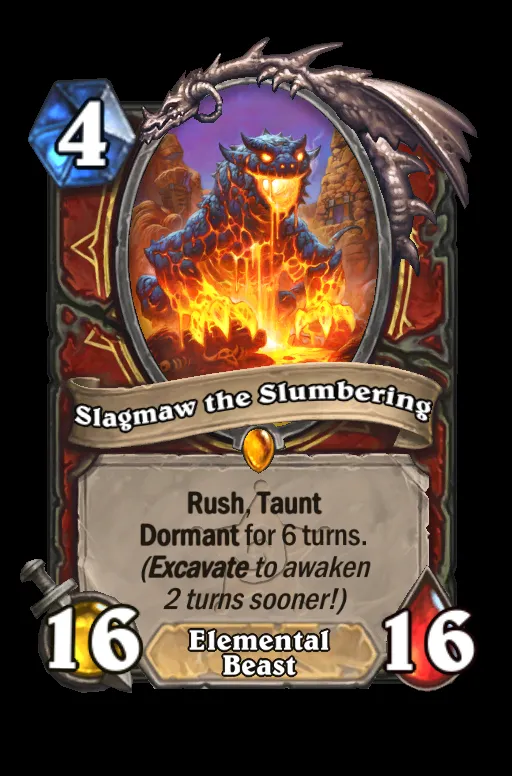 4
Slagmaw the Slumbering
Rush, Taunt
Dormant for 6 turns.
(Excavate to awaken
2 turns sooner!)
16
Elemental
Beast
16